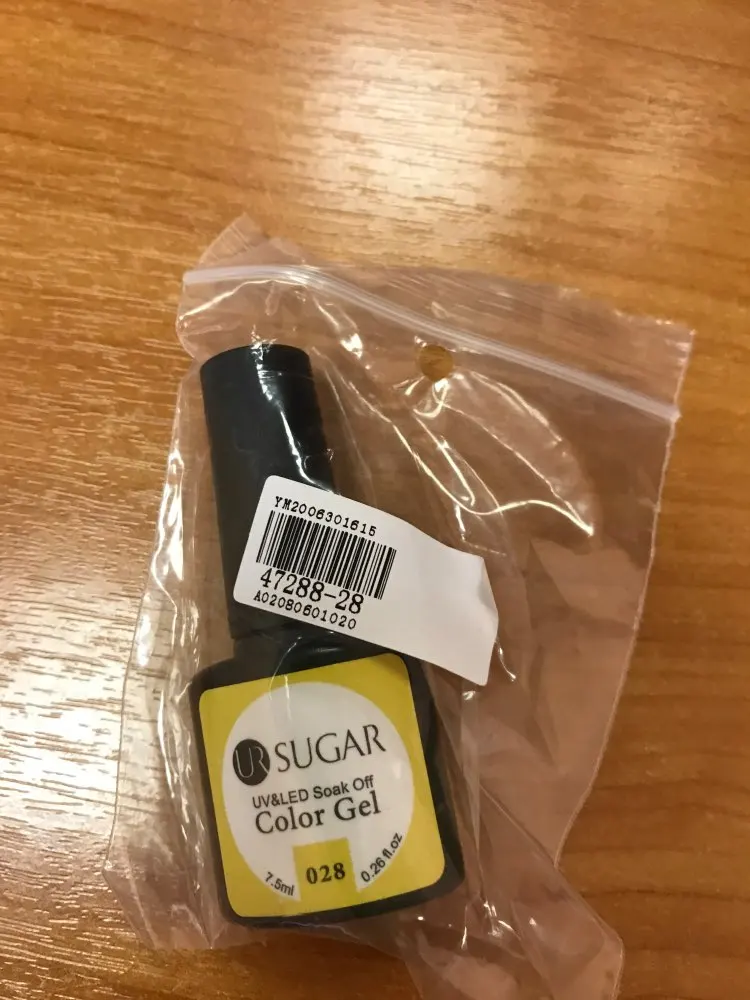 YM2006301615
47288-28
A02080601020
UR SUGAR
UV&LED Soak Off
Color Gel
7.5ml 028 0.26 fl.oz